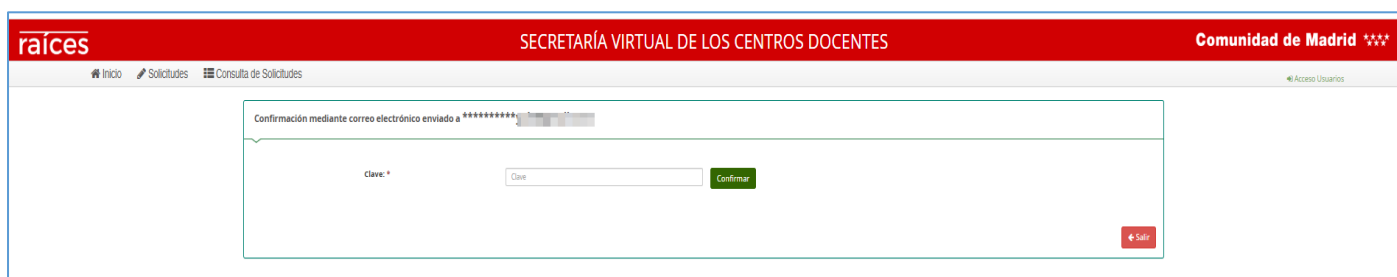 raíces
SECRETARÍA VIRTUAL DE LOS CENTROS DOCENTES
Comunidad de Madrid
Inicio Solicitudes Consulta de Solicitudes
Acceso Usuarios
Confirmación mediante correo electrónico enviado a **********
Clave: * Clave Confirmar
Salir